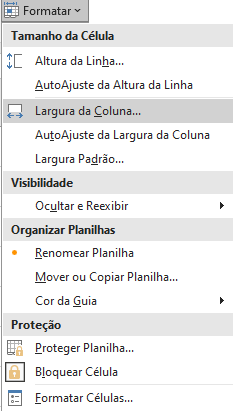 Formatar
Tamanho da Célula
Altura da Linha...
AutoAjuste da Altura da Linha
Largura da Coluna...
AutoAjuste da Largura da Coluna
Largura Padrão...
Visibilidade
Ocultar e Reexibir
Organizar Planilhas
Renomear Planilha
Mover ou Copiar Planilha...
Cor da Guia
Proteção
Proteger Planilha...
Bloquear Célula
Formatar Células...